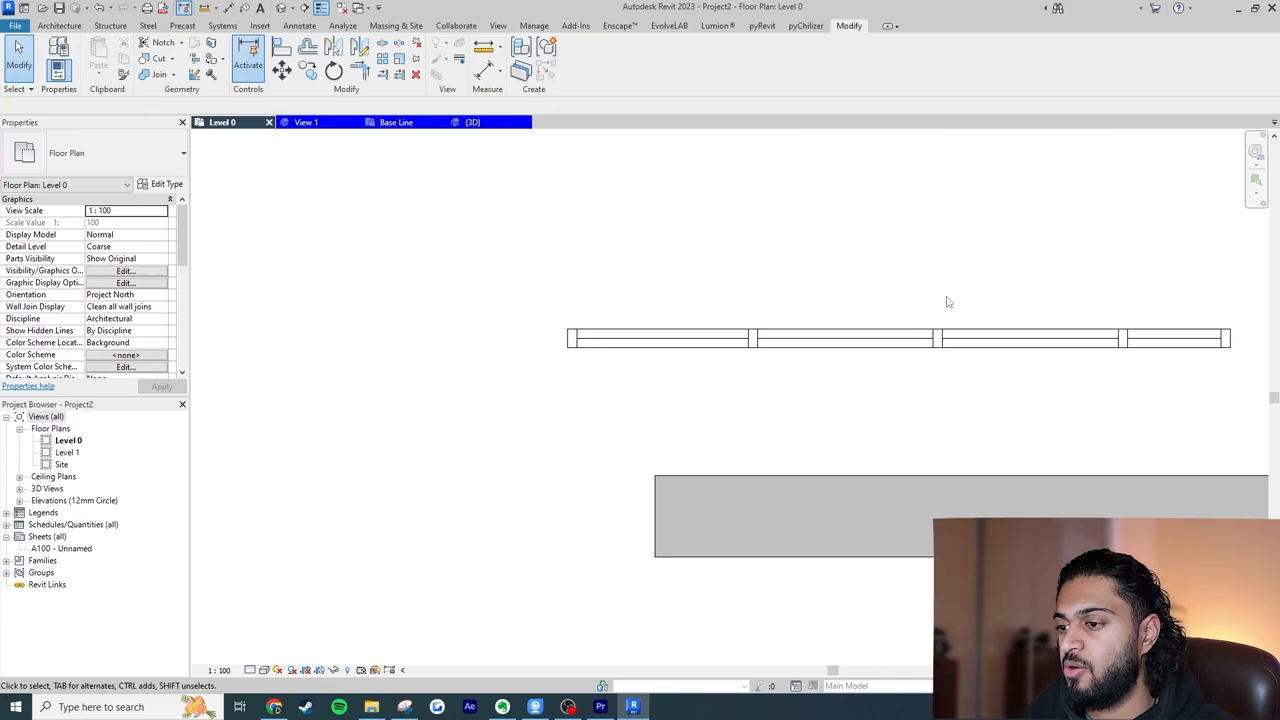 Autodesk Revit 2023 - Project2 - Floor Plan: Level 0
File Architecture Structure Steel Precast Systems Insert Annotate Analyze Massing & Site Collaborate View Manage Add-Ins Enscape™ EvolveLAB Lumion® pyRevit pyChilizer Modify
Modify Properties Paste Notch Cut Join Activate
Select Properties Clipboard Geometry Controls Modify View Measure Create
Properties
Level 0 View 1 Base Line {3D}
Floor Plan
Floor Plan: Level 0 Edit Type
Graphics
View Scale 1 : 100
Scale Value 1: 100
Display Model Normal
Detail Level Coarse
Parts Visibility Show Original
Visibility/Graphics O... Edit...
Graphic Display Opti... Edit...
Orientation Project North
Wall Join Display Clean all wall joins
Discipline Architectural
Show Hidden Lines By Discipline
Color Scheme Locat... Background
Color Scheme <none>
System Color Sche... Edit...
Properties help Apply
Project Browser - Project2
Views (all)
Floor Plans
Level 0
Level 1
Site
Ceiling Plans
3D Views
Elevations (12mm Circle)
Legends
Schedules/Quantities (all)
Sheets (all)
A100 - Unnamed
Families
Groups
Revit Links
1 : 100
Click to select, TAB for alternates, CTRL adds, SHIFT unselects.
:0
Main Model
Type here to search